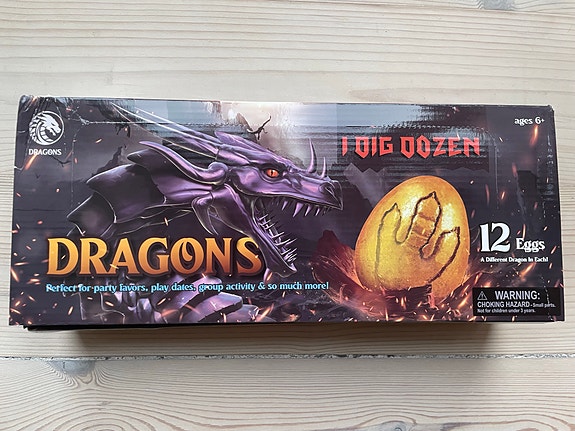 DRAGONS
ages 6+
I DIG DOZEN
DRAGONS
12 Eggs
A Different Dragon In Each!
Perfect for party favors, play dates, group activity & so much more!
WARNING:
CHOKING HAZARD - Small parts.
Not for children under 3 years.